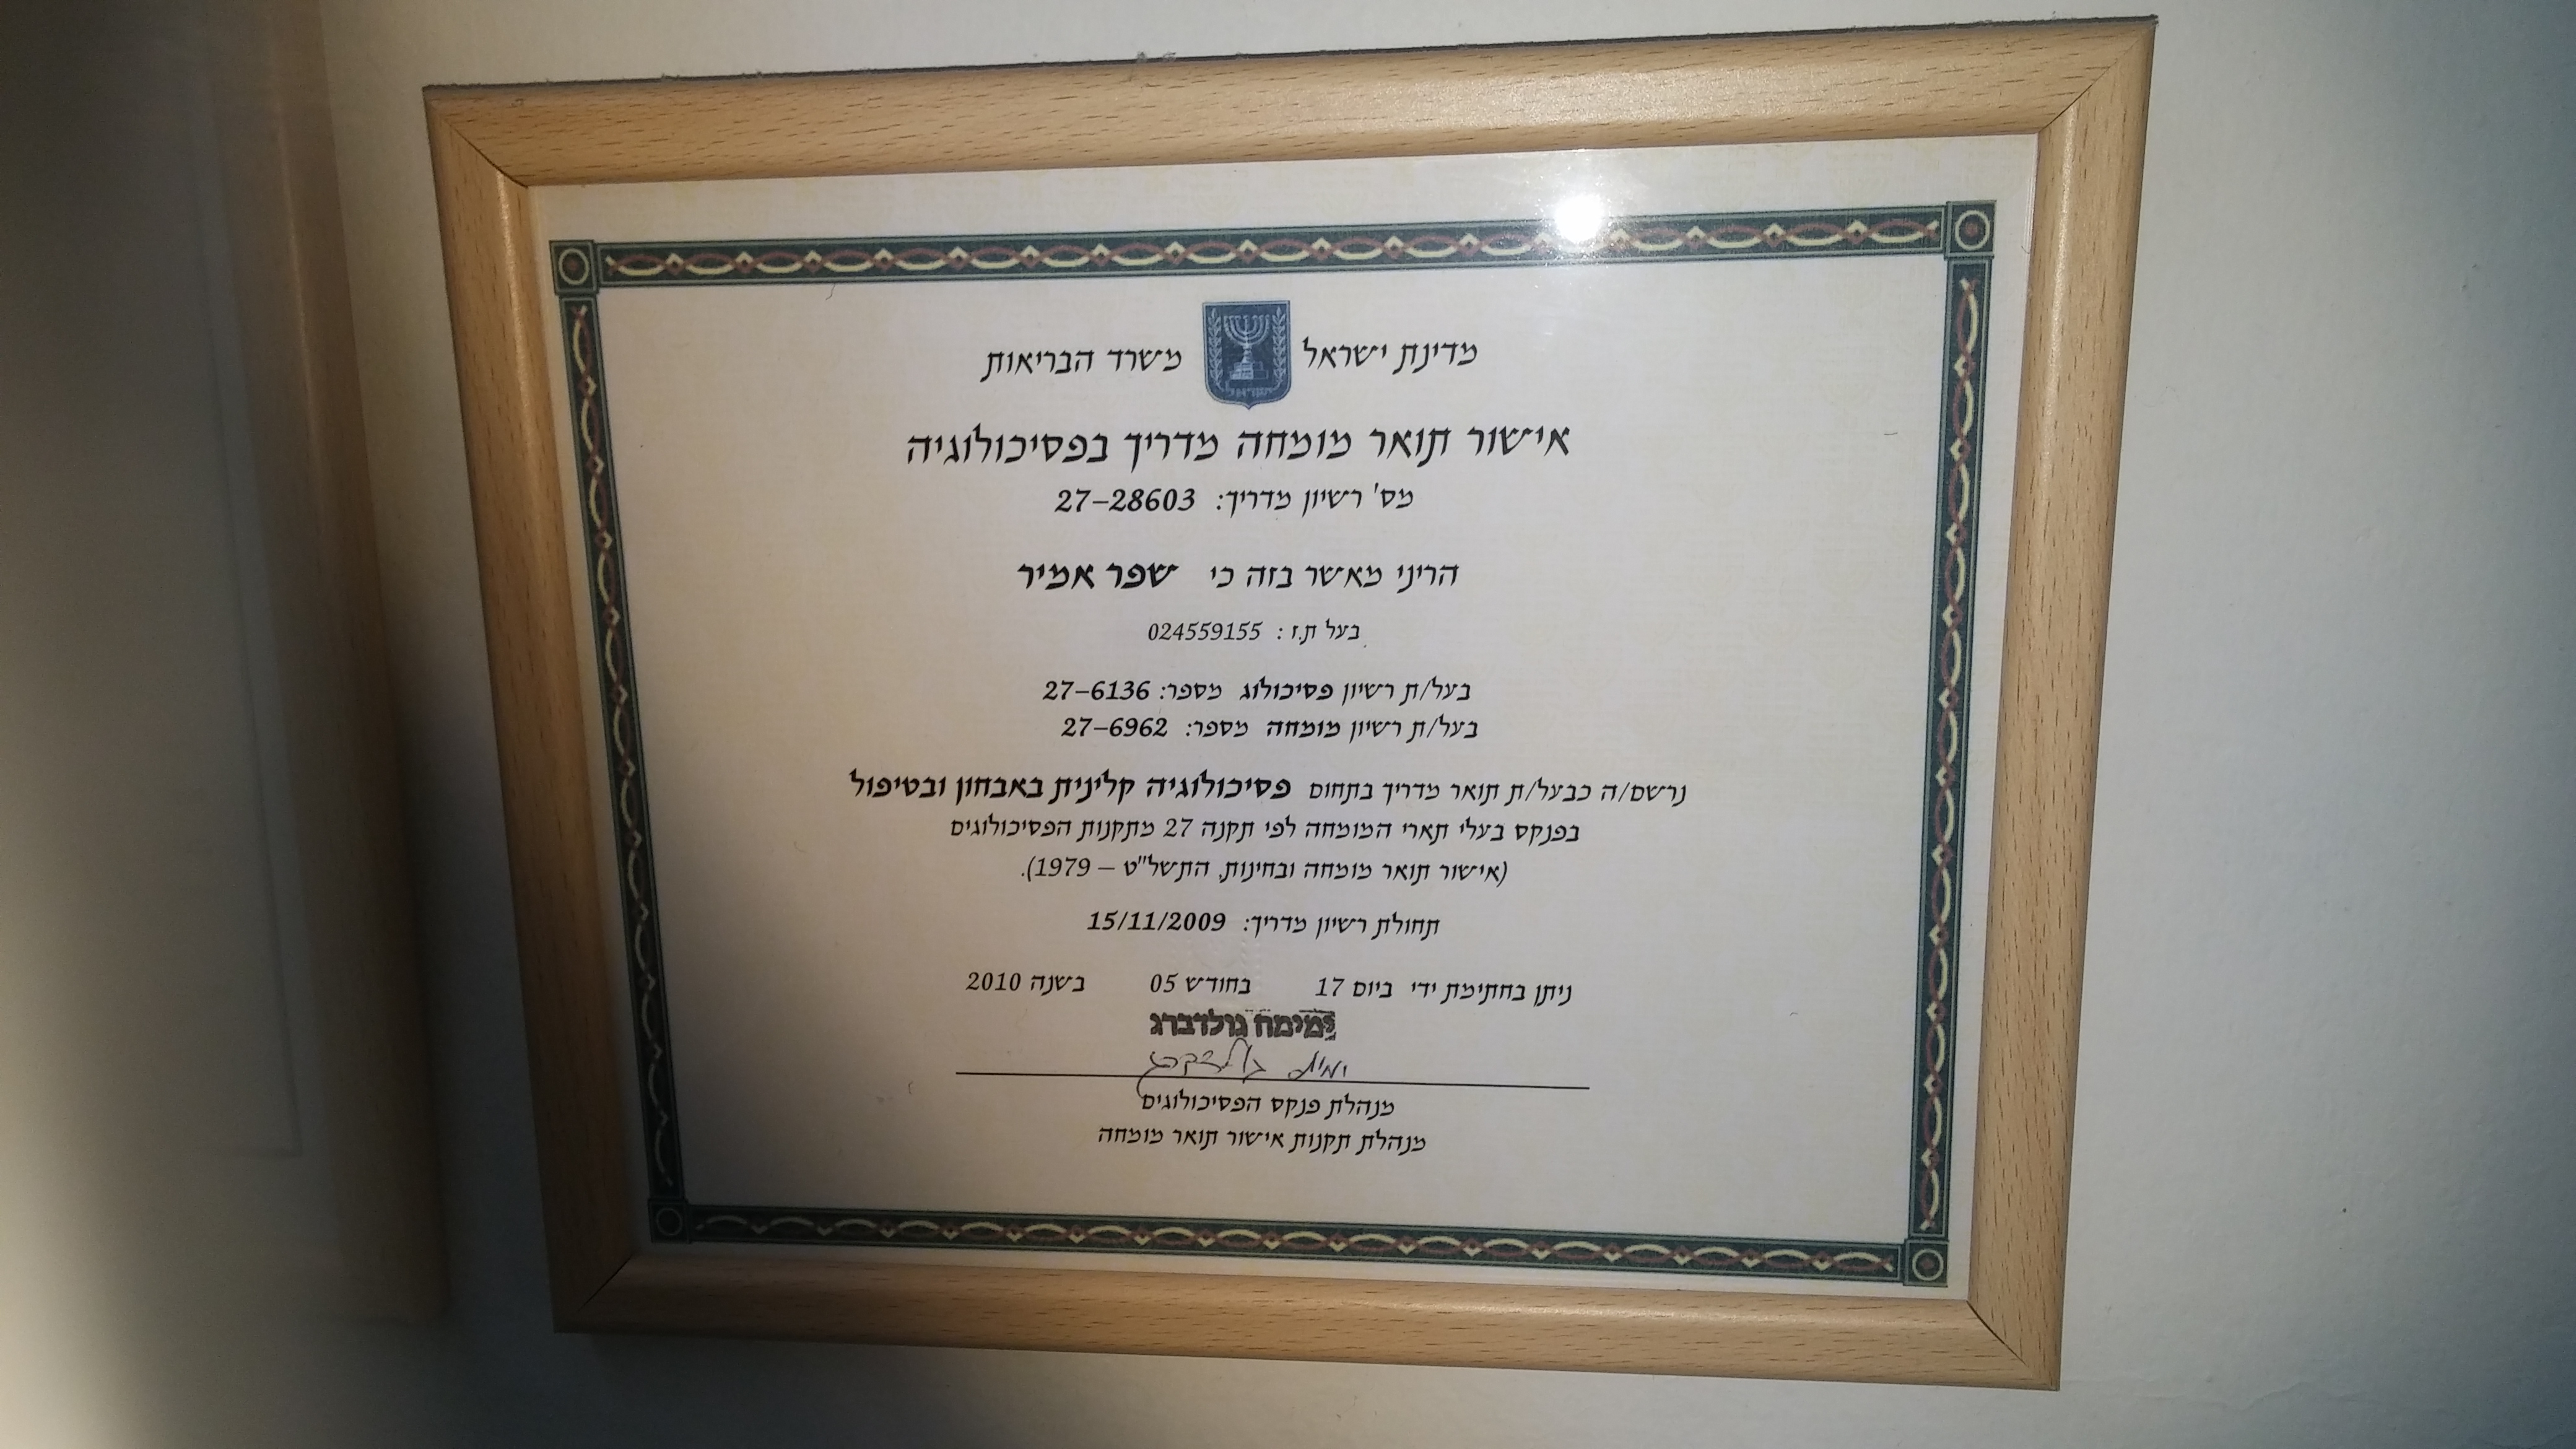 מדינת ישראל משרד הבריאות
אישור תואר מומחה מדריך בפסיכולוגיה
מס' רשיון מדריך: 27-28603
הריני מאשר בזה כי שפר אמיר
בעל ת.ז : 024559155
בעל/ת רשיון פסיכולוג מספר: 27-6136
בעל/ת רשיון מומחה מספר: 27-6962
נרשם/ה כבעל/ת תואר מדריך בתחום פסיכולוגיה קלינית באבחון ובטיפול
בפנקס בעלי תארי המומחה לפי תקנה 27 מתקנות הפסיכולוגים
(אישור תואר מומחה ובחינות, התשל"ט – 1979).
תחולת רשיון מדריך: 15/11/2009
ניתן בחתימת ידי ביום 17 בחודש 05 בשנה 2010
ימימה גולדברג
ימימה גולדברג
מנהלת פנקס הפסיכולוגים
מנהלת תקנות אישור תואר מומחה